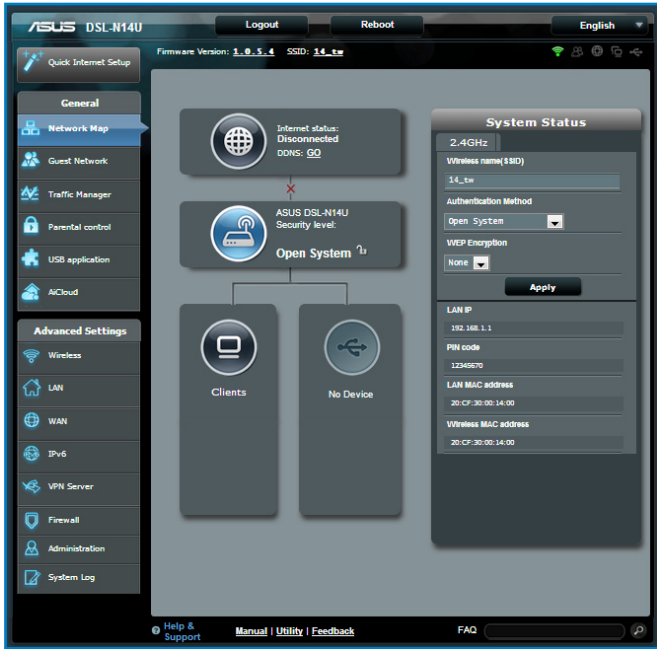 ASUS DSL-N14U
Logout
Reboot
English
Quick Internet Setup
Firmware Version: 1.0.5.4 SSID: 14_tw
General
Network Map
Guest Network
Traffic Manager
Parental control
USB application
AiCloud
Advanced Settings
Wireless
LAN
WAN
IPv6
VPN Server
Firewall
Administration
System Log
Internet status:
Disconnected
DDNS: GO
ASUS DSL-N14U
Security level:
Open System
Clients
No Device
System Status
2.4GHz
Wireless name(SSID)
14_tw
Authentication Method
Open System
WEP Encryption
None
Apply
LAN IP
192.168.1.1
PIN code
12345670
LAN MAC address
20:CF:30:00:14:00
Wireless MAC address
20:CF:30:00:14:00
Help &
Support
Manual | Utility | Feedback
FAQ